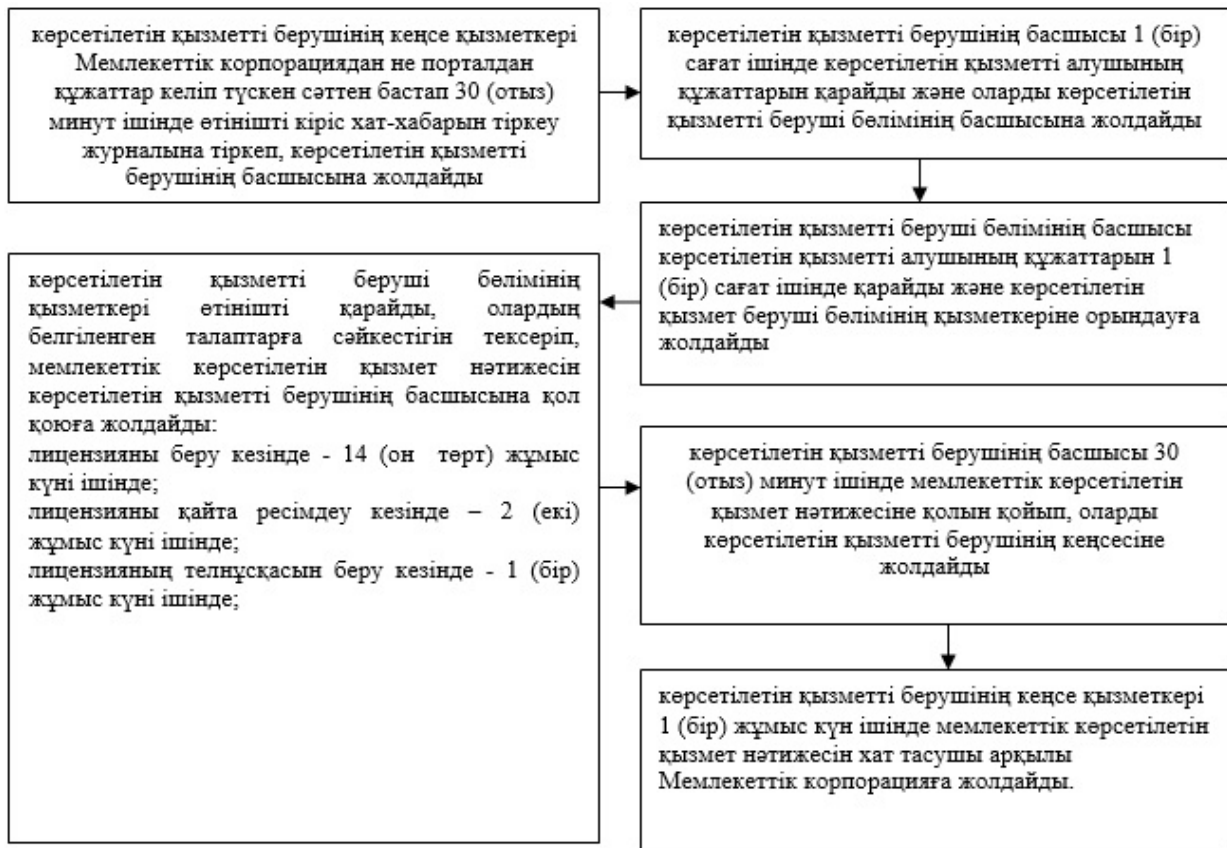 көрсетілетін қызметті берушінің кеңсе қызметкері
Мемлекеттік корпорациядан не порталдан
құжаттар келіп түскен сәттен бастап 30 (отыз)
минут ішінде өтінішті кіріс хат-хабарын тіркеу
журналына тіркеп, көрсетілетін қызметті
берушінің басшысына жолдайды
көрсетілетін қызметті берушінің басшысы 1 (бір)
сағат ішінде көрсетілетін қызметті алушының
құжаттарын қарайды және оларды көрсетілетін
қызметті беруші бөлімінің басшысына жолдайды
көрсетілетін қызметті беруші бөлімінің басшысы
көрсетілетін қызметті алушының құжаттарын 1
(бір) сағат ішінде қарайды және көрсетілетін
қызмет беруші бөлімінің қызметкеріне орындауға
жолдайды
көрсетілетін қызметті беруші бөлімінің
қызметкері өтінішті қарайды, олардың
белгіленген талаптарға сәйкестігін тексеріп,
мемлекеттік көрсетілетін қызмет нәтижесін
көрсетілетін қызметті берушінің басшысына қол
қоюға жолдайды:
лицензияны беру кезінде - 14 (он төрт) жұмыс
күні ішінде;
лицензияны қайта ресімдеу кезінде – 2 (екі)
жұмыс күні ішінде;
лицензияның телнұсқасын беру кезінде - 1 (бір)
жұмыс күні ішінде;
көрсетілетін қызметті берушінің басшысы 30
(отыз) минут ішінде мемлекеттік көрсетілетін
қызмет нәтижесіне қолын қойып, оларды
көрсетілетін қызметті берушінің кеңсесіне
жолдайды
көрсетілетін қызметті берушінің кеңсе қызметкері
1 (бір) жұмыс күн ішінде мемлекеттік көрсетілетін
қызмет нәтижесін хат тасушы арқылы
Мемлекеттік корпорацияға жолдайды.